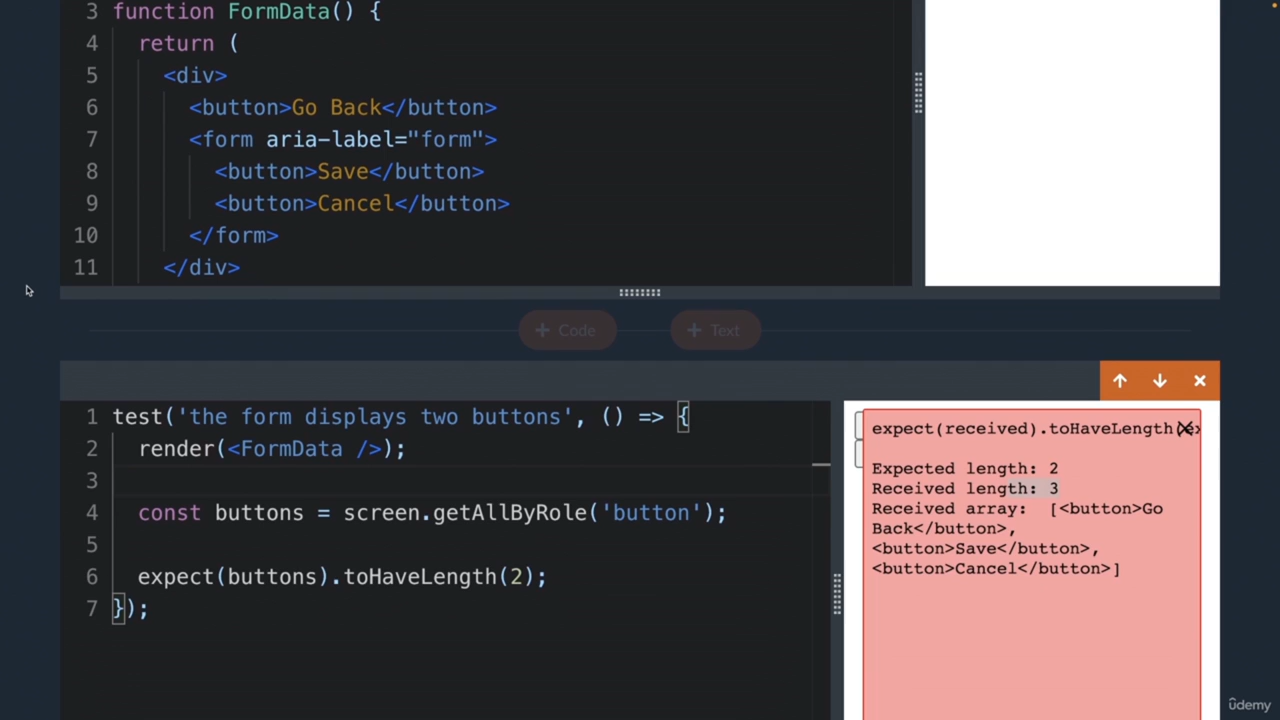 3 function FormData() {
4 return (
5 <div>
6 <button>Go Back</button>
7 <form aria-label="form">
8 <button>Save</button>
9 <button>Cancel</button>
10 </form>
11 </div>
+ Code + Text
1 test('the form displays two buttons', () => {
2 render(<FormData />);
3
4 const buttons = screen.getAllByRole('button');
5
6 expect(buttons).toHaveLength(2);
7 });
expect(received).toHaveLength(
Expected length: 2
Received length: 3
Received array: [<button>Go
Back</button>,
<button>Save</button>,
<button>Cancel</button>]
ûdemy